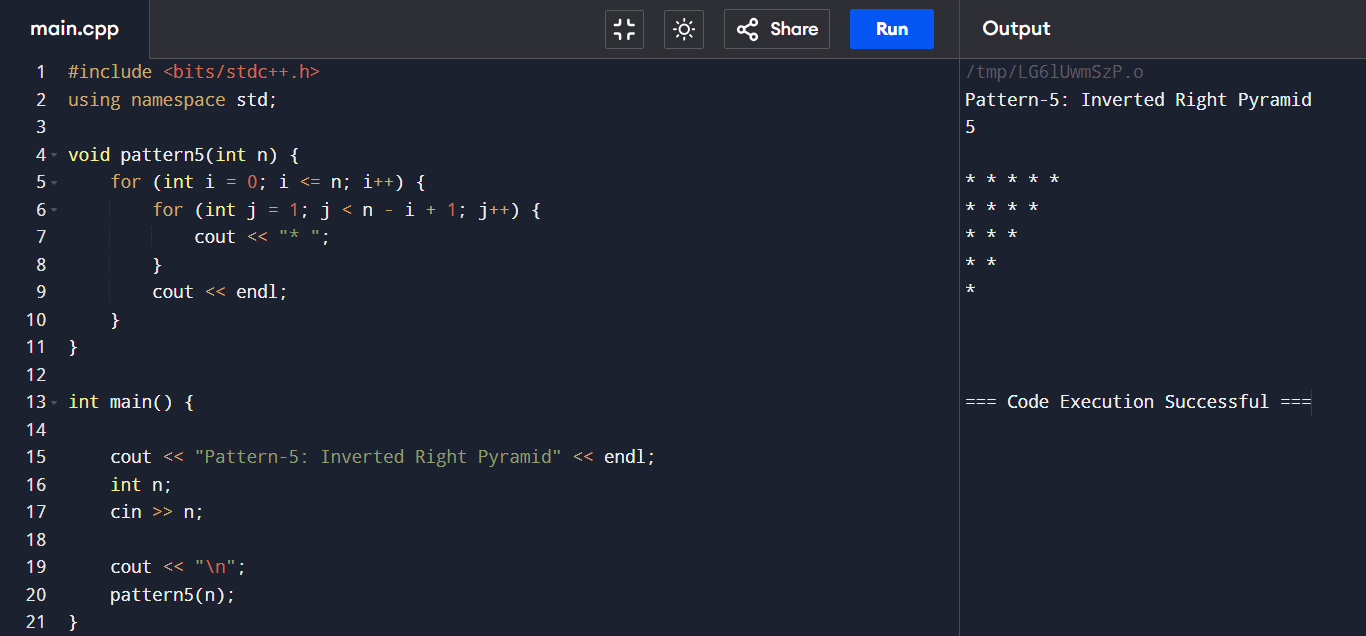 main.cpp
Share
Run
Output
1 #include <bits/stdc++.h>
2 using namespace std;
3
4 void pattern5(int n) {
5     for (int i = 0; i <= n; i++) {
6         for (int j = 1; j < n - i + 1; j++) {
7             cout << "* ";
8         }
9         cout << endl;
10     }
11 }
12
13 int main() {
14
15     cout << "Pattern-5: Inverted Right Pyramid" << endl;
16     int n;
17     cin >> n;
18
19     cout << "\n";
20     pattern5(n);
21 }
/tmp/LG6lUwmSzP.o
Pattern-5: Inverted Right Pyramid
5
* * * * *
* * * *
* * *
* *
*
=== Code Execution Successful ===